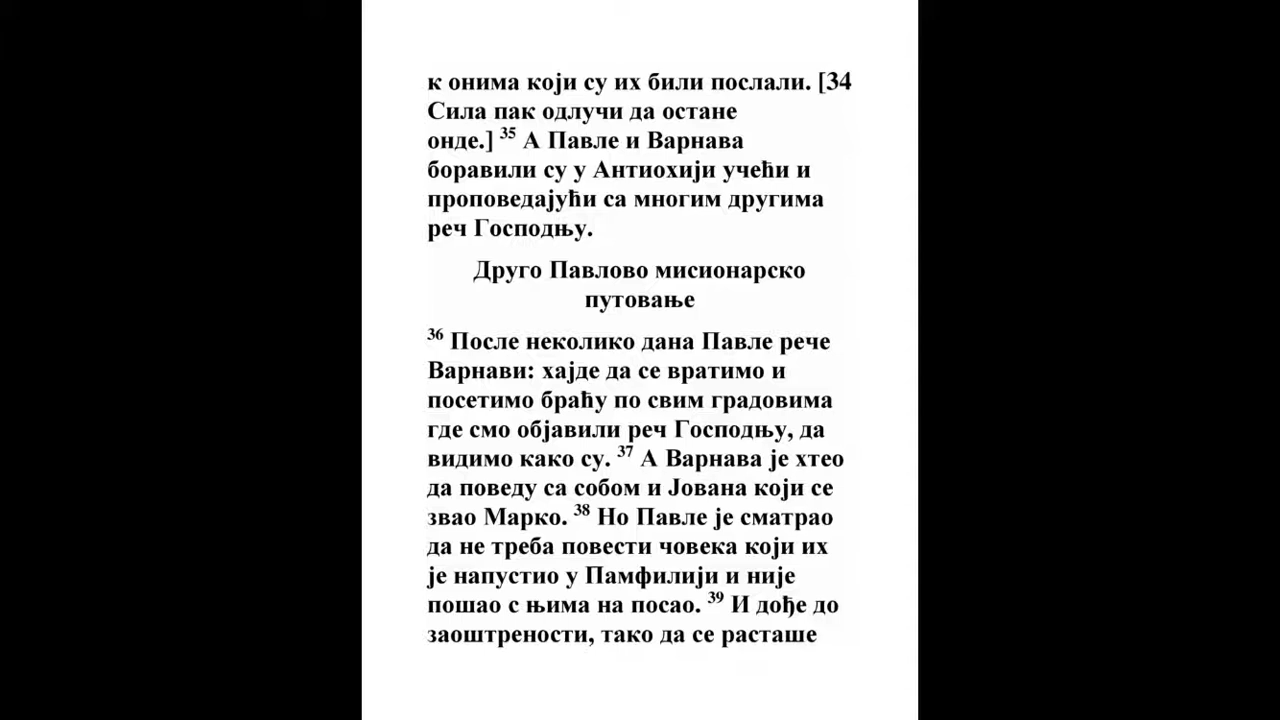 к онима који су их били послали. [34
Сила пак одлучи да остане
онде.] 35 А Павле и Варнава
боравили су у Антиохији учећи и
проповедајући са многим другима
реч Господњу.
Друго Павлово мисионарско
путовање
36 После неколико дана Павле рече
Варнави: хајде да се вратимо и
посетимо браћу по свим градовима
где смо објавили реч Господњу, да
видимо како су. 37 А Варнава је хтео
да поведу са собом и Јована који се
звао Марко. 38 Но Павле је сматрао
да не треба повести човека који их
је напустио у Памфилији и није
пошао с њима на посао. 39 И дође до
заоштрености, тако да се расташе